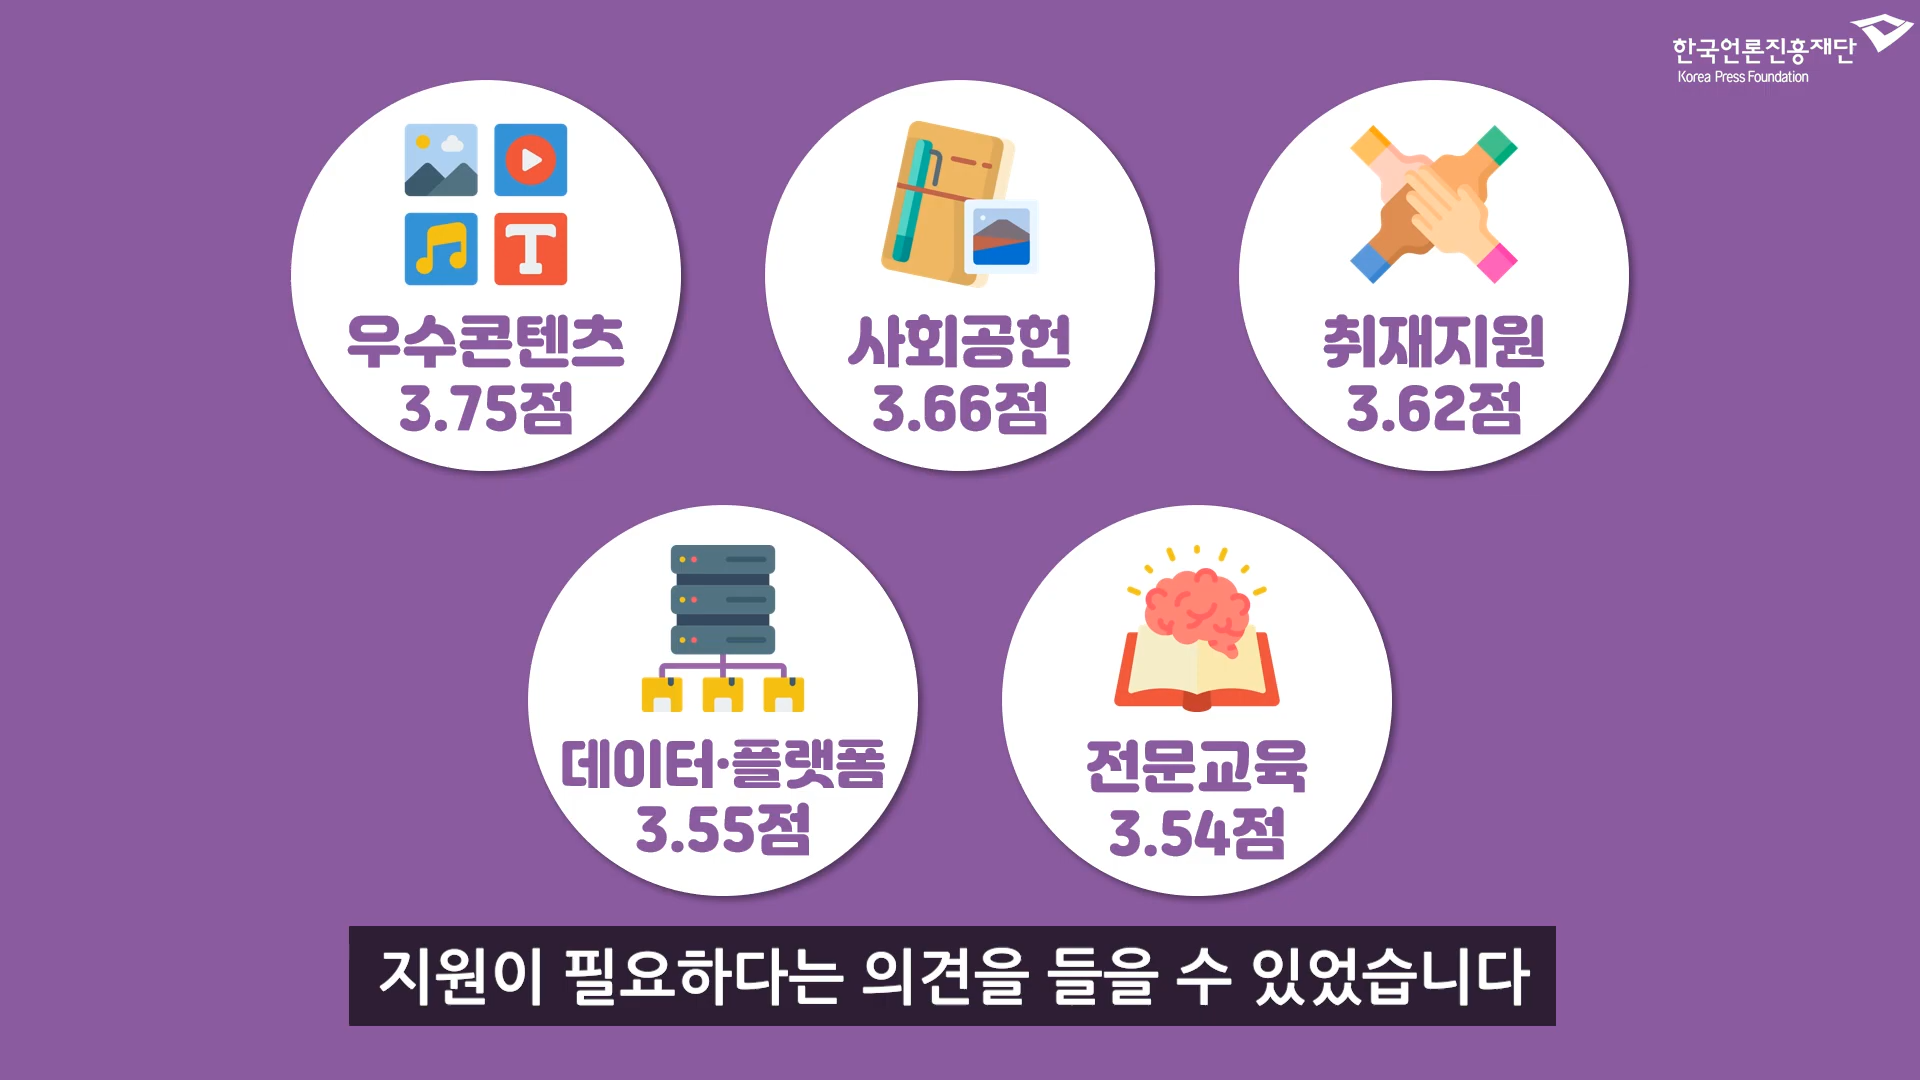 한국언론진흥재단
Korea Press Foundation
T
우수콘텐츠
3.75점
사회공헌
3.66점
취재지원
3.62점
데이터·플랫폼
3.55점
전문교육
3.54점
지원이 필요하다는 의견을 들을 수 있었습니다